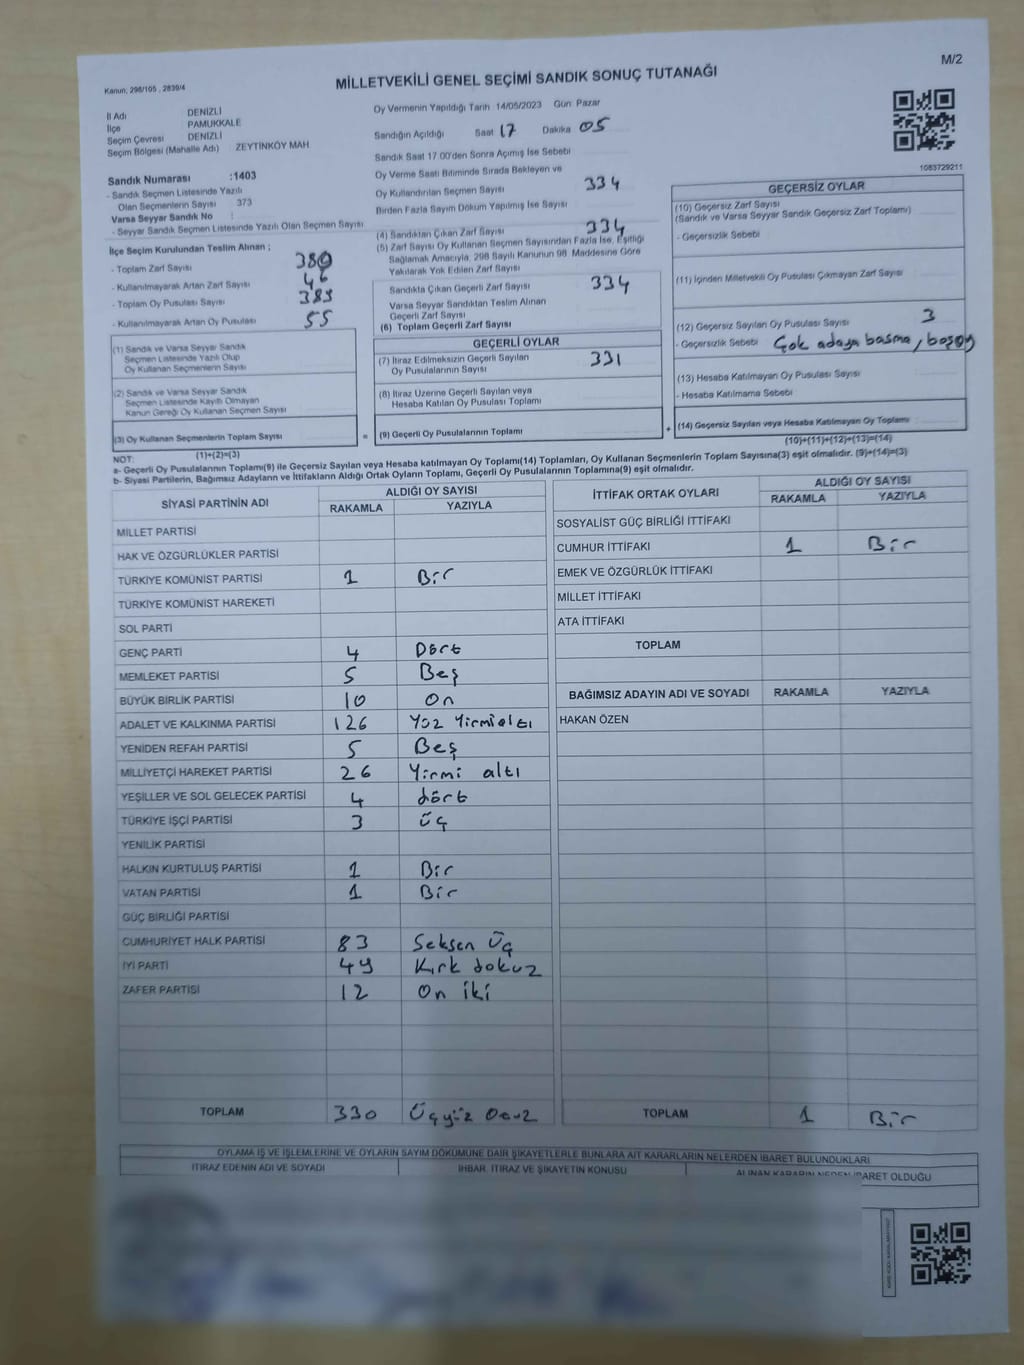 M/2
Kanun; 298/105 , 2839/4
MİLLETVEKİLİ GENEL SEÇİMİ SANDIK SONUÇ TUTANAĞI
İl Adı DENİZLİ
İlçe PAMUKKALE
Seçim Çevresi DENİZLİ
Seçim Bölgesi (Mahalle Adı) ZEYTİNKÖY MAH
Oy Vermenin Yapıldığı Tarih 14/05/2023 Gün Pazar
Sandığın Açıldığı Saat 17 Dakika 05
Sandık Saat 17.00'den Sonra Açılmış İse Sebebi
Oy Verme Saati Bitiminde Sırada Bekleyen ve
Oy Kullandırılan Seçmen Sayısı 334
Birden Fazla Sayım Döküm Yapılmış İse Sayısı
1083729211
Sandık Numarası :1403
- Sandık Seçmen Listesinde Yazılı
Olan Seçmenlerin Sayısı 373
Varsa Seyyar Sandık No :
- Seyyar Sandık Seçmen Listesinde Yazılı Olan Seçmen Sayısı
İlçe Seçim Kurulundan Teslim Alınan ;
- Toplam Zarf Sayısı 380
- Kullanılmayarak Artan Zarf Sayısı 46
- Toplam Oy Pusulası Sayısı 389
- Kullanılmayarak Artan Oy Pusulası 55
(4) Sandıktan Çıkan Zarf Sayısı 334
(5) Zarf Sayısı Oy Kullanan Seçmen Sayısından Fazla İse, Eşitliği
Sağlamak Amacıyla, 298 Sayılı Kanunun 98. Maddesine Göre
Yakılarak Yok Edilen Zarf Sayısı
Sandıkta Çıkan Geçerli Zarf Sayısı 334
Varsa Seyyar Sandıktan Teslim Alınan
Geçerli Zarf Sayısı
(6) Toplam Geçerli Zarf Sayısı
GEÇERSİZ OYLAR
(10) Geçersiz Zarf Sayısı
(Sandık ve Varsa Seyyar Sandık Geçersiz Zarf Toplamı)
- Geçersizlik Sebebi
(11) İçinden Milletvekili Oy Pusulası Çıkmayan Zarf Sayısı
(12) Geçersiz Sayılan Oy Pusulası Sayısı 3
- Geçersizlik Sebebi Çok adaya basma, boş oy
(13) Hesaba Katılmayan Oy Pusulası Sayısı
- Hesaba Katılmama Sebebi
(14) Geçersiz Sayılan veya Hesaba Katılmayan Oy Toplamı
(10)+(11)+(12)+(13)=(14)
(1) Sandık ve Varsa Seyyar Sandık
Seçmen Listesinde Yazılı Olup
Oy Kullanan Seçmenlerin Sayısı
(2) Sandık ve Varsa Seyyar Sandık
Seçmen Listesinde Kayıtlı Olmayan
Kanun Gereği Oy Kullanan Seçmen Sayısı
(3) Oy Kullanan Seçmenlerin Toplam Sayısı
(1)+(2)=(3)
GEÇERLİ OYLAR
(7) İtiraz Edilmeksizin Geçerli Sayılan
Oy Pusulalarının Sayısı 331
(8) İtiraz Üzerine Geçerli Sayılan veya
Hesaba Katılan Oy Pusulası Toplamı
= (9) Geçerli Oy Pusulalarının Toplamı +
NOT:
a- Geçerli Oy Pusulalarının Toplamı(9) ile Geçersiz Sayılan veya Hesaba katılmayan Oy Toplamı(14) Toplamları, Oy Kullanan Seçmenlerin Toplam Sayısına(3) eşit olmalıdır. (9)+(14)=(3)
b- Siyasi Partilerin, Bağımsız Adayların ve İttifakların Aldığı Ortak Oyların Toplamı, Geçerli Oy Pusulalarının Toplamına(9) eşit olmalıdır.
SİYASİ PARTİNİN ADI ALDIĞI OY SAYISI
RAKAMLA YAZIYLA
MİLLET PARTİSİ
HAK VE ÖZGÜRLÜKLER PARTİSİ
TÜRKİYE KOMÜNİST PARTİSİ 1 Bir
TÜRKİYE KOMÜNİST HAREKETİ
SOL PARTİ
GENÇ PARTİ 4 Dört
MEMLEKET PARTİSİ 5 Beş
BÜYÜK BİRLİK PARTİSİ 10 On
ADALET VE KALKINMA PARTİSİ 126 Yüz Yirmialtı
YENİDEN REFAH PARTİSİ 5 Beş
MİLLİYETÇİ HAREKET PARTİSİ 26 Yirmi altı
YEŞİLLER VE SOL GELECEK PARTİSİ 4 dört
TÜRKİYE İŞÇİ PARTİSİ 3 üç
YENİLİK PARTİSİ
HALKIN KURTULUŞ PARTİSİ 1 Bir
VATAN PARTİSİ 1 Bir
GÜÇ BİRLİĞİ PARTİSİ
CUMHURİYET HALK PARTİSİ 83 Seksen Üç
İYİ PARTİ 49 Kırk dokuz
ZAFER PARTİSİ 12 On iki
TOPLAM 330 Üçyüz Otuz
İTTİFAK ORTAK OYLARI ALDIĞI OY SAYISI
RAKAMLA YAZIYLA
SOSYALİST GÜÇ BİRLİĞİ İTTİFAKI
CUMHUR İTTİFAKI 1 Bir
EMEK VE ÖZGÜRLÜK İTTİFAKI
MİLLET İTTİFAKI
ATA İTTİFAKI
TOPLAM
BAĞIMSIZ ADAYIN ADI VE SOYADI RAKAMLA YAZIYLA
HAKAN ÖZEN
TOPLAM 1 Bir
OYLAMA İŞ VE İŞLEMLERİNE VE OYLARIN SAYIM DÖKÜMÜNE DAİR ŞİKAYETLERLE BUNLARA AİT KARARLARIN NELERDEN İBARET BULUNDUKLARI
İTİRAZ EDENİN ADI VE SOYADI İHBAR, İTİRAZ VE ŞİKAYETİN KONUSU ALINAN KARARIN NEDEN İBARET OLDUĞU